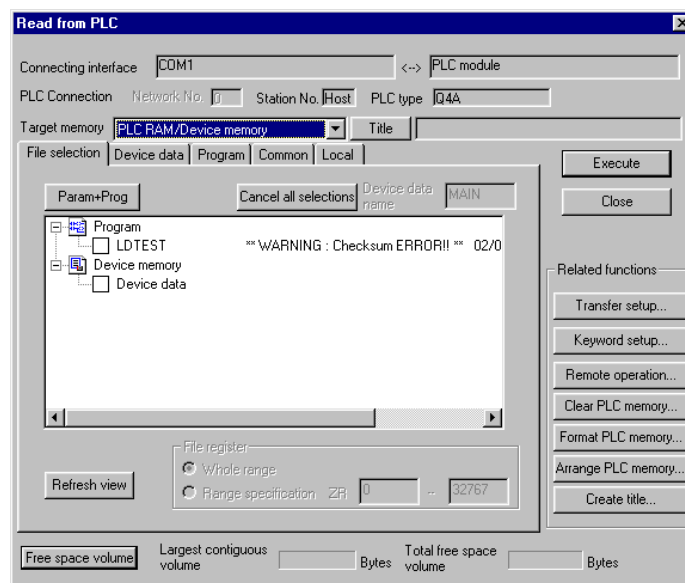 Read from PLC
Connecting interface COM1 <--> PLC module
PLC Connection Network No. 0 Station No. Host PLC type Q4A
Target memory PLC RAM/Device memory Title
File selection Device data Program Common Local
Execute
Param+Prog Cancel all selections Device data name MAIN
Close
Program
LDTEST ** WARNING : Checksum ERROR!! ** 02/0
Device memory
Device data
Related functions
Transfer setup...
Keyword setup...
Remote operation...
Clear PLC memory...
Format PLC memory...
Arrange PLC memory...
Create title...
File register
Whole range
Range specification ZR 0 -- 32767
Refresh view
Free space volume Largest contiguous volume Bytes Total free space volume Bytes